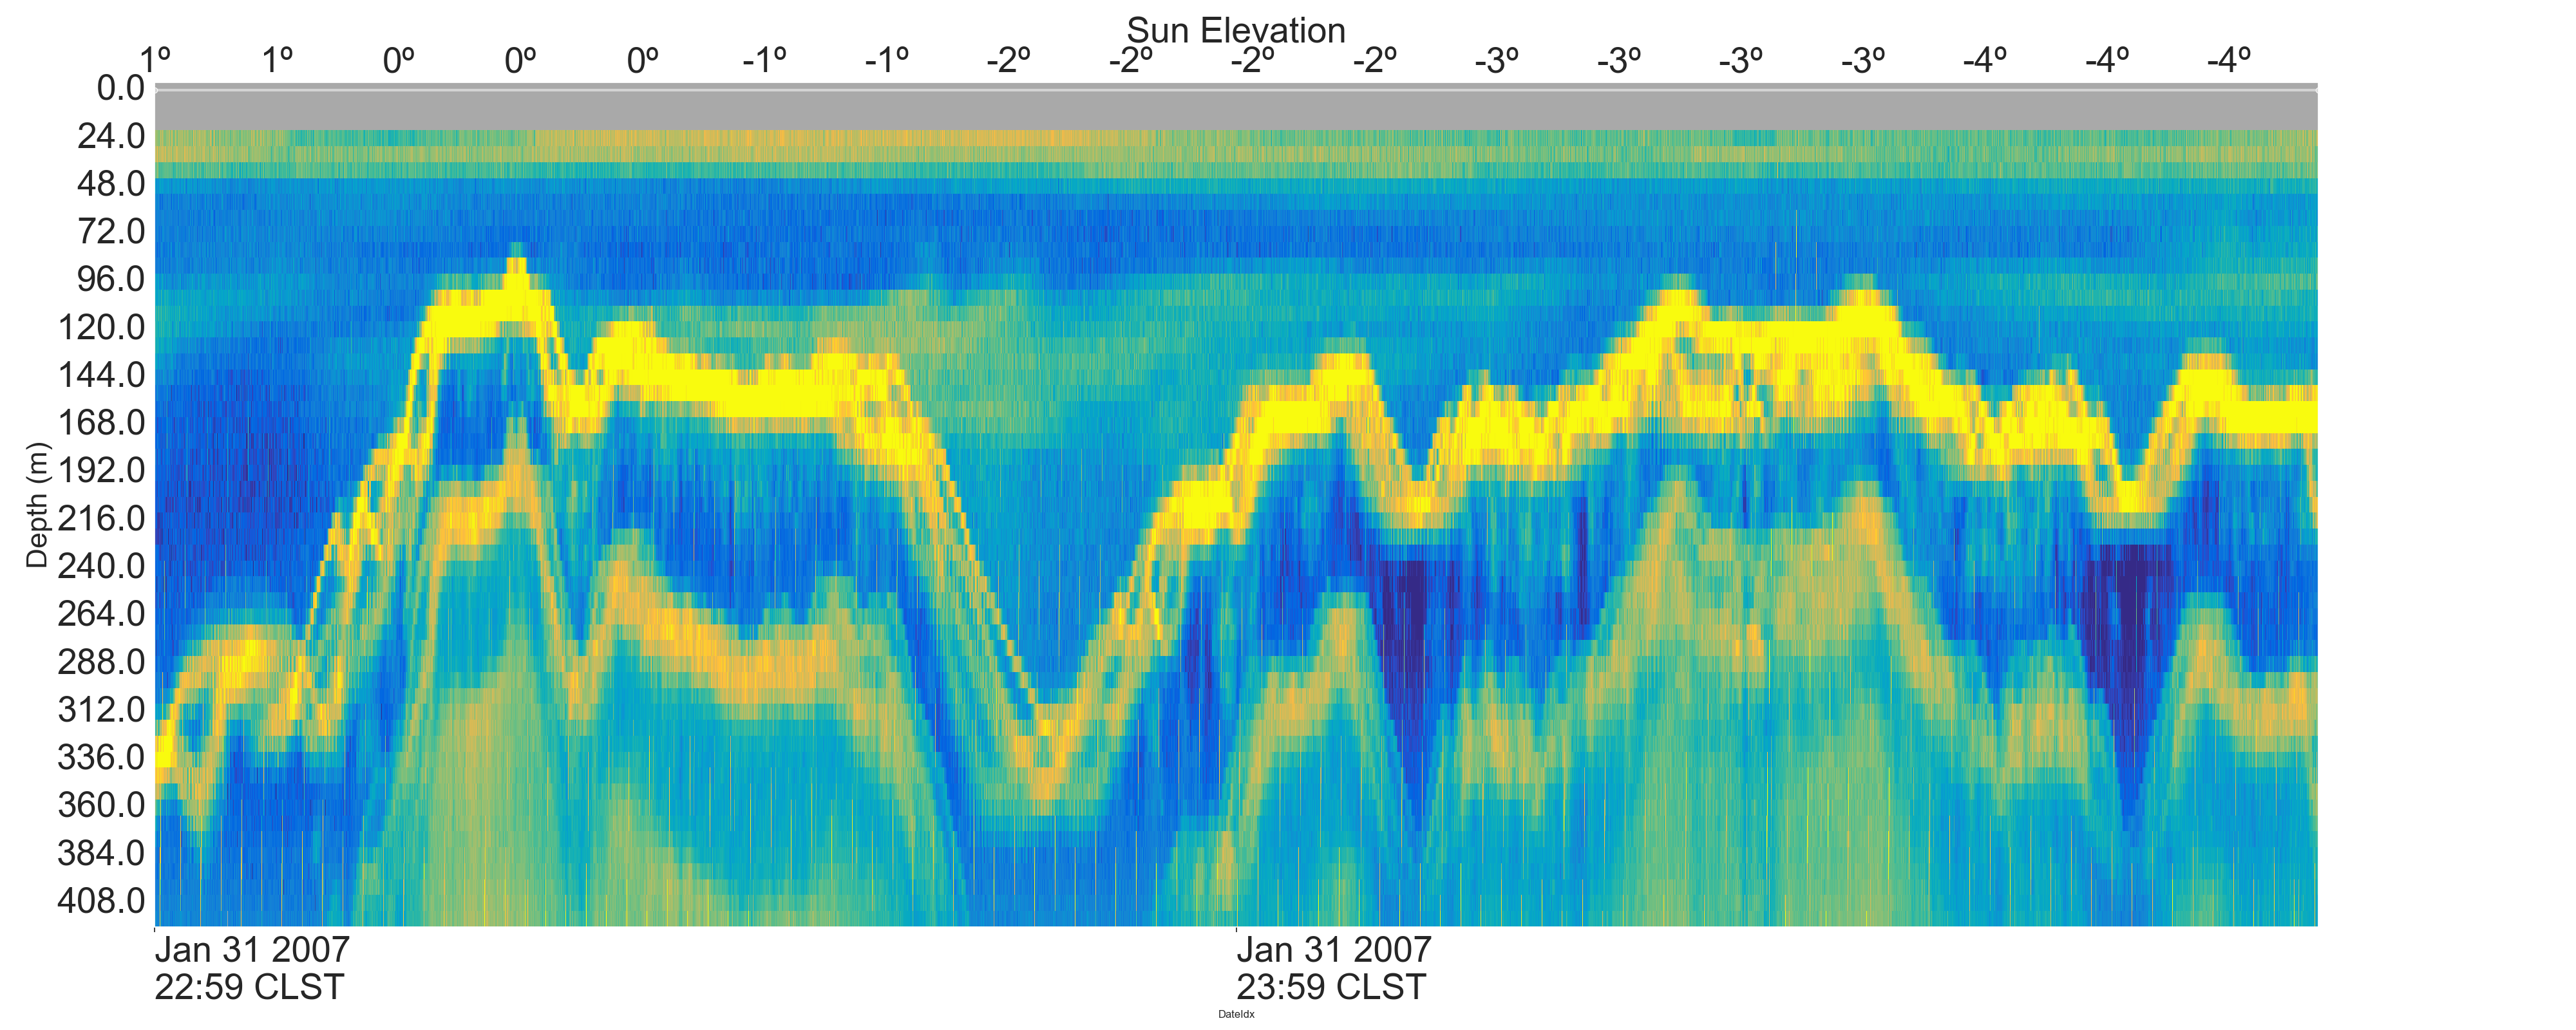 Sun Elevation
1º 1º 0º 0º 0º -1º -1º -2º -2º -2º -2º -3º -3º -3º -3º -4º -4º -4º
0.0
24.0
48.0
72.0
96.0
120.0
144.0
168.0
192.0
216.0
240.0
264.0
288.0
312.0
336.0
360.0
384.0
408.0
Depth (m)
Jan 31 2007
22:59 CLST
Jan 31 2007
23:59 CLST
DateIdx